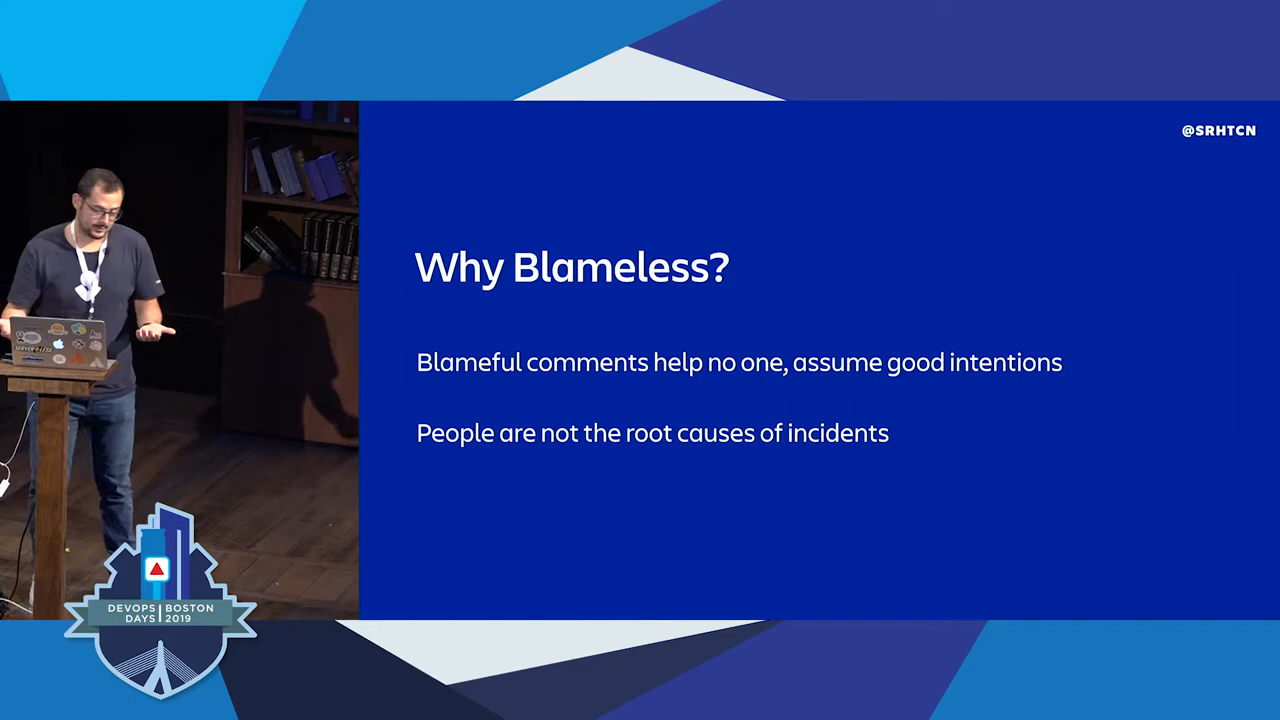 @SRHTCN
Why Blameless?
Blameful comments help no one, assume good intentions
People are not the root causes of incidents
SERVERLESS
DEVOPS BOSTON
DAYS 2019